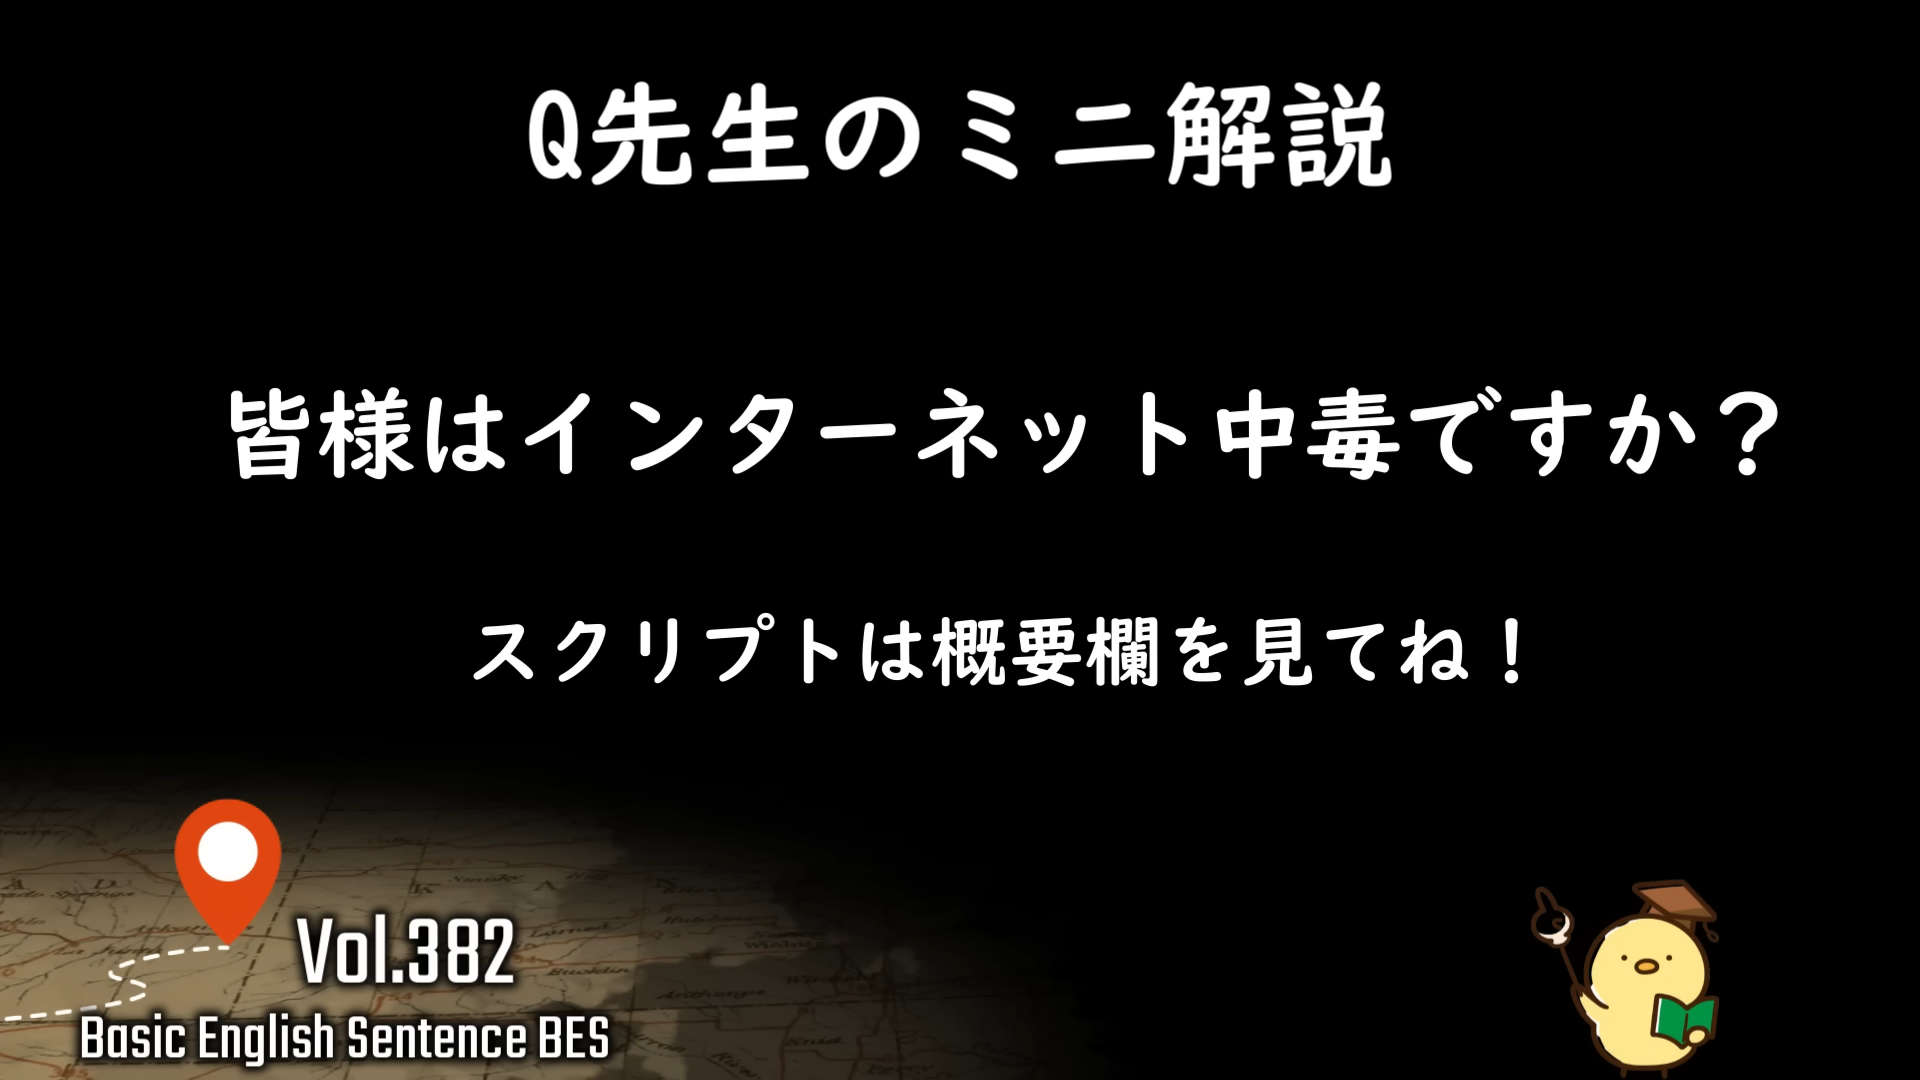 Q先生のミニ解説
皆様はインターネット中毒ですか？
スクリプトは概要欄を見てね！
Vol.382
Basic English Sentence BES